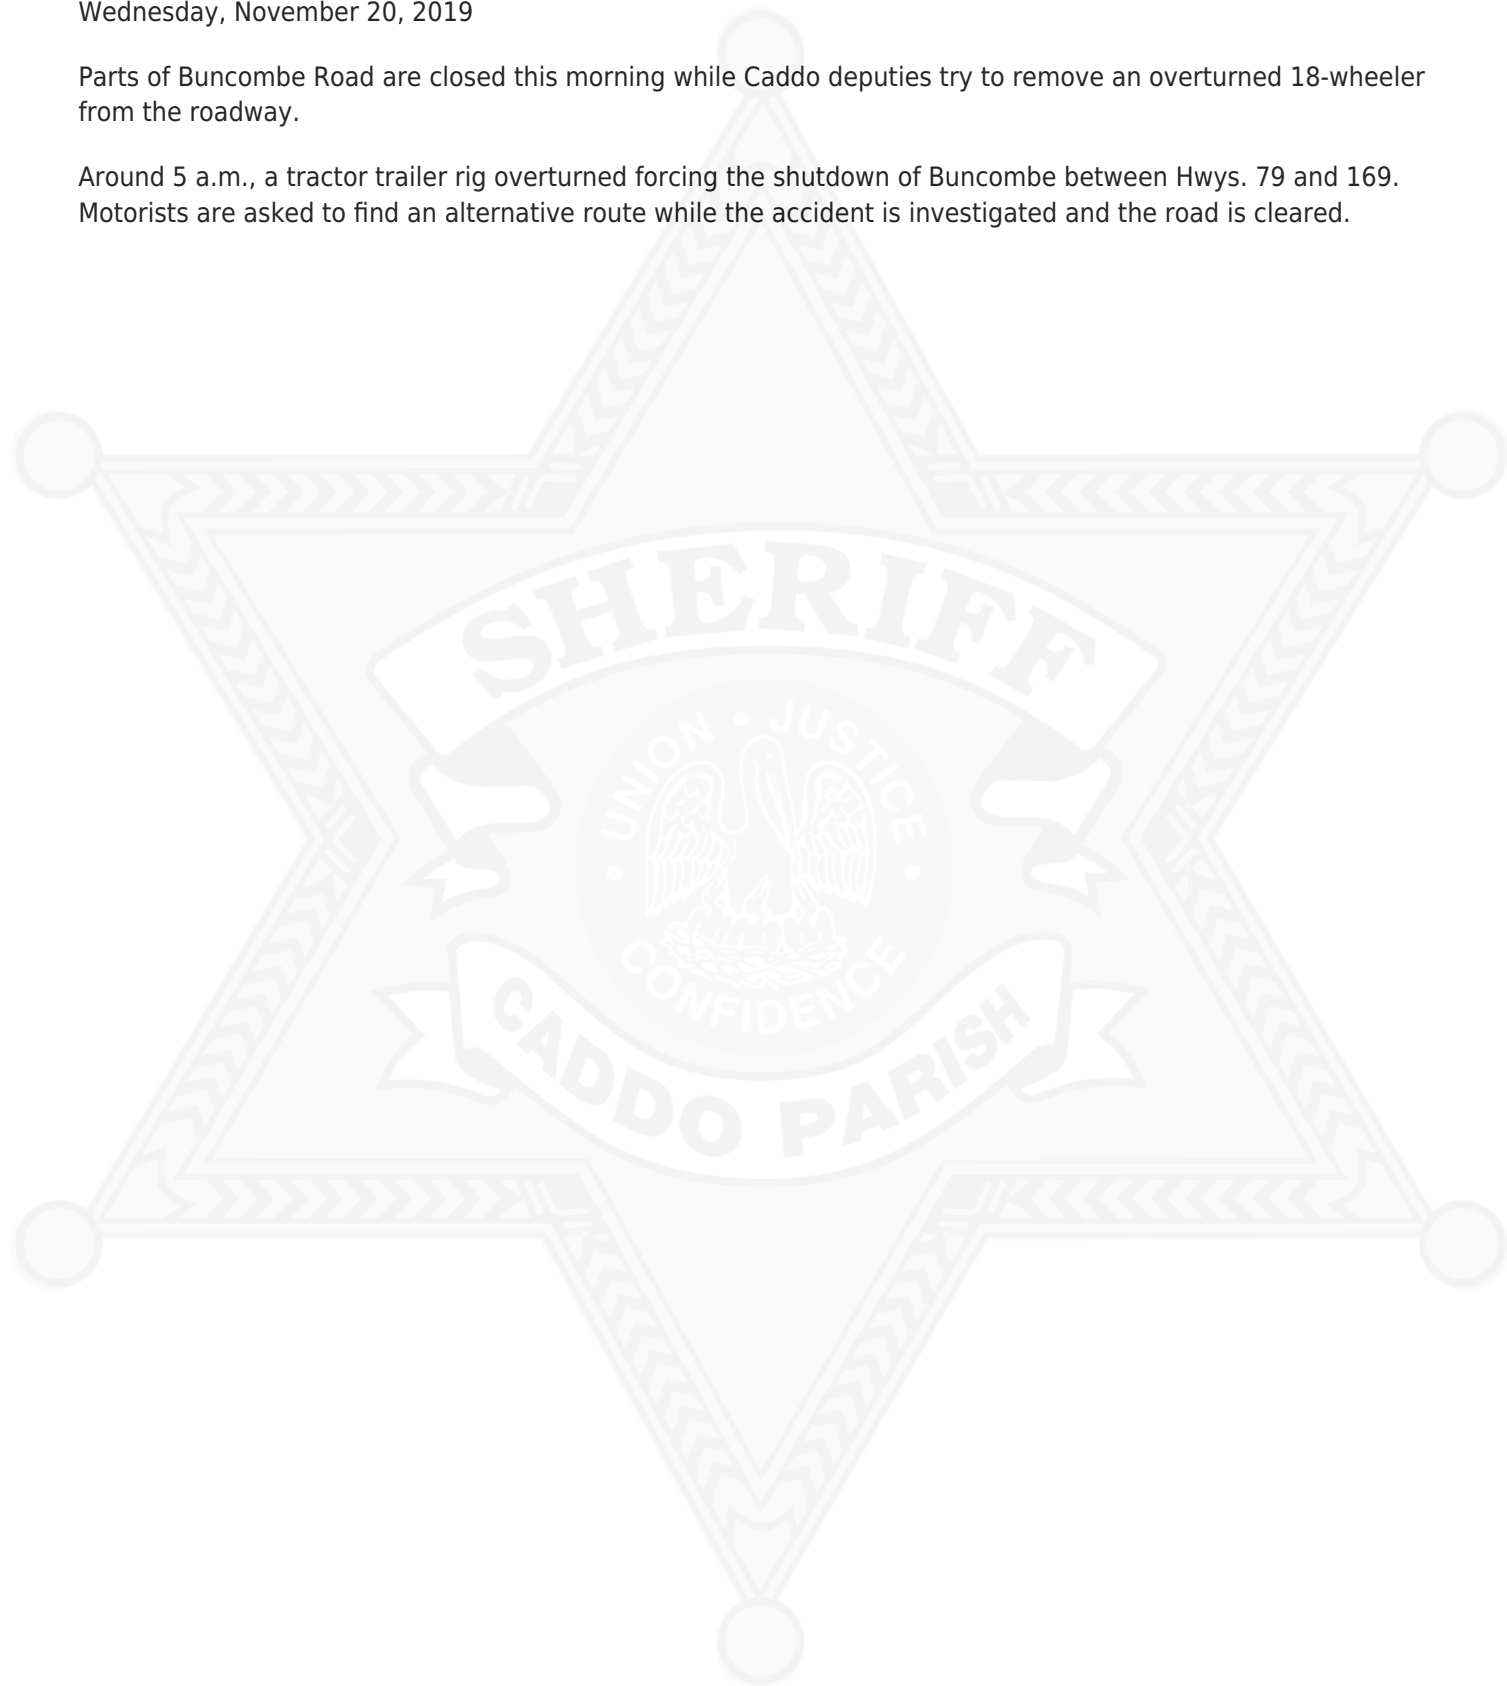 Wednesday, November 20, 2019
Parts of Buncombe Road are closed this morning while Caddo deputies try to remove an overturned 18-wheeler
from the roadway.
Around 5 a.m., a tractor trailer rig overturned forcing the shutdown of Buncombe between Hwys. 79 and 169.
Motorists are asked to find an alternative route while the accident is investigated and the road is cleared.
SHERIFF
UNION • JUSTICE
• CONFIDENCE •
CADDO PARISH